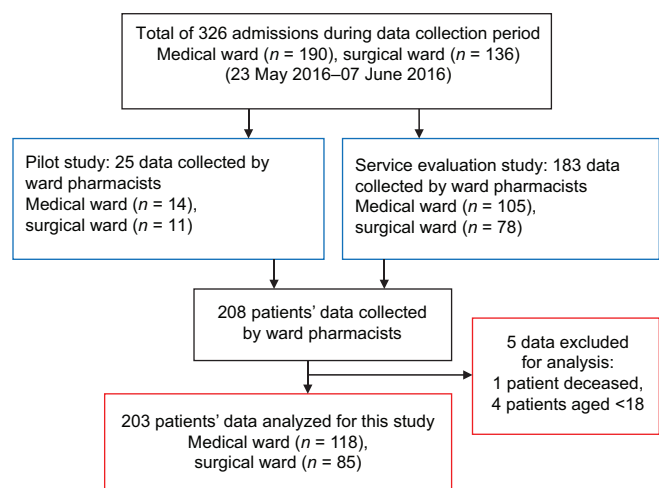 Total of 326 admissions during data collection period
Medical ward (n = 190), surgical ward (n = 136)
(23 May 2016–07 June 2016)
Pilot study: 25 data collected by
ward pharmacists
Medical ward (n = 14),
surgical ward (n = 11)
Service evaluation study: 183 data
collected by ward pharmacists
Medical ward (n = 105),
surgical ward (n = 78)
208 patients’ data collected
by ward pharmacists
5 data excluded
for analysis:
1 patient deceased,
4 patients aged <18
203 patients’ data analyzed for this study
Medical ward (n = 118),
surgical ward (n = 85)